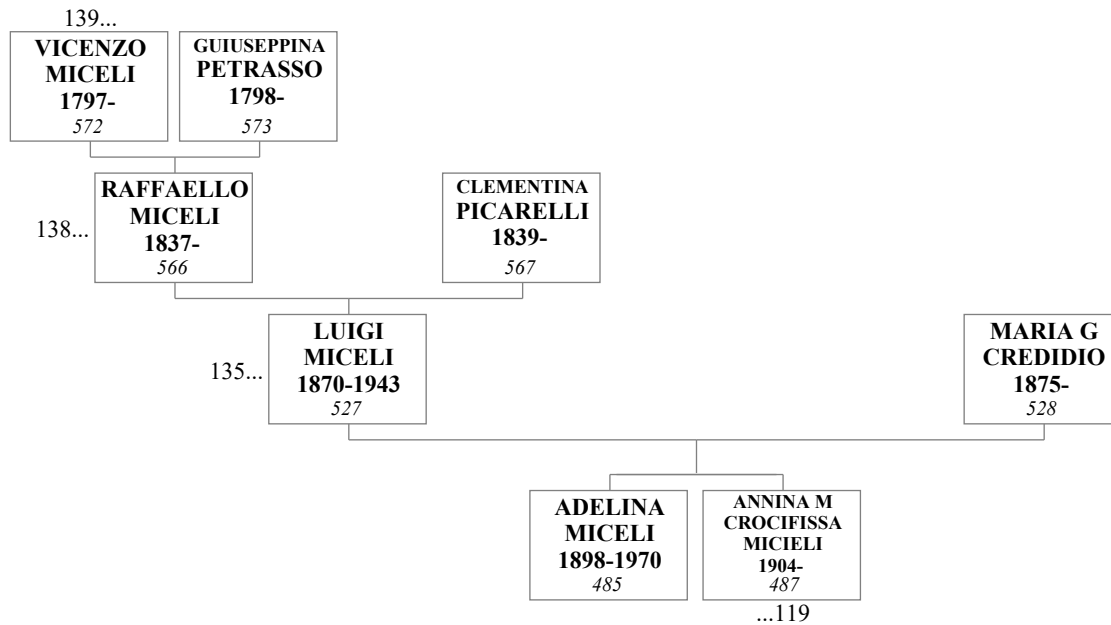 139...
VICENZO
MICELI
1797-
572
GUIUSEPPINA
PETRASSO
1798-
573
138...
RAFFAELLO
MICELI
1837-
566
CLEMENTINA
PICARELLI
1839-
567
135...
LUIGI
MICELI
1870-1943
527
MARIA G
CREDIDIO
1875-
528
ADELINA
MICELI
1898-1970
485
ANNINA M
CROCIFISSA
MICIELI
1904-
487
...119